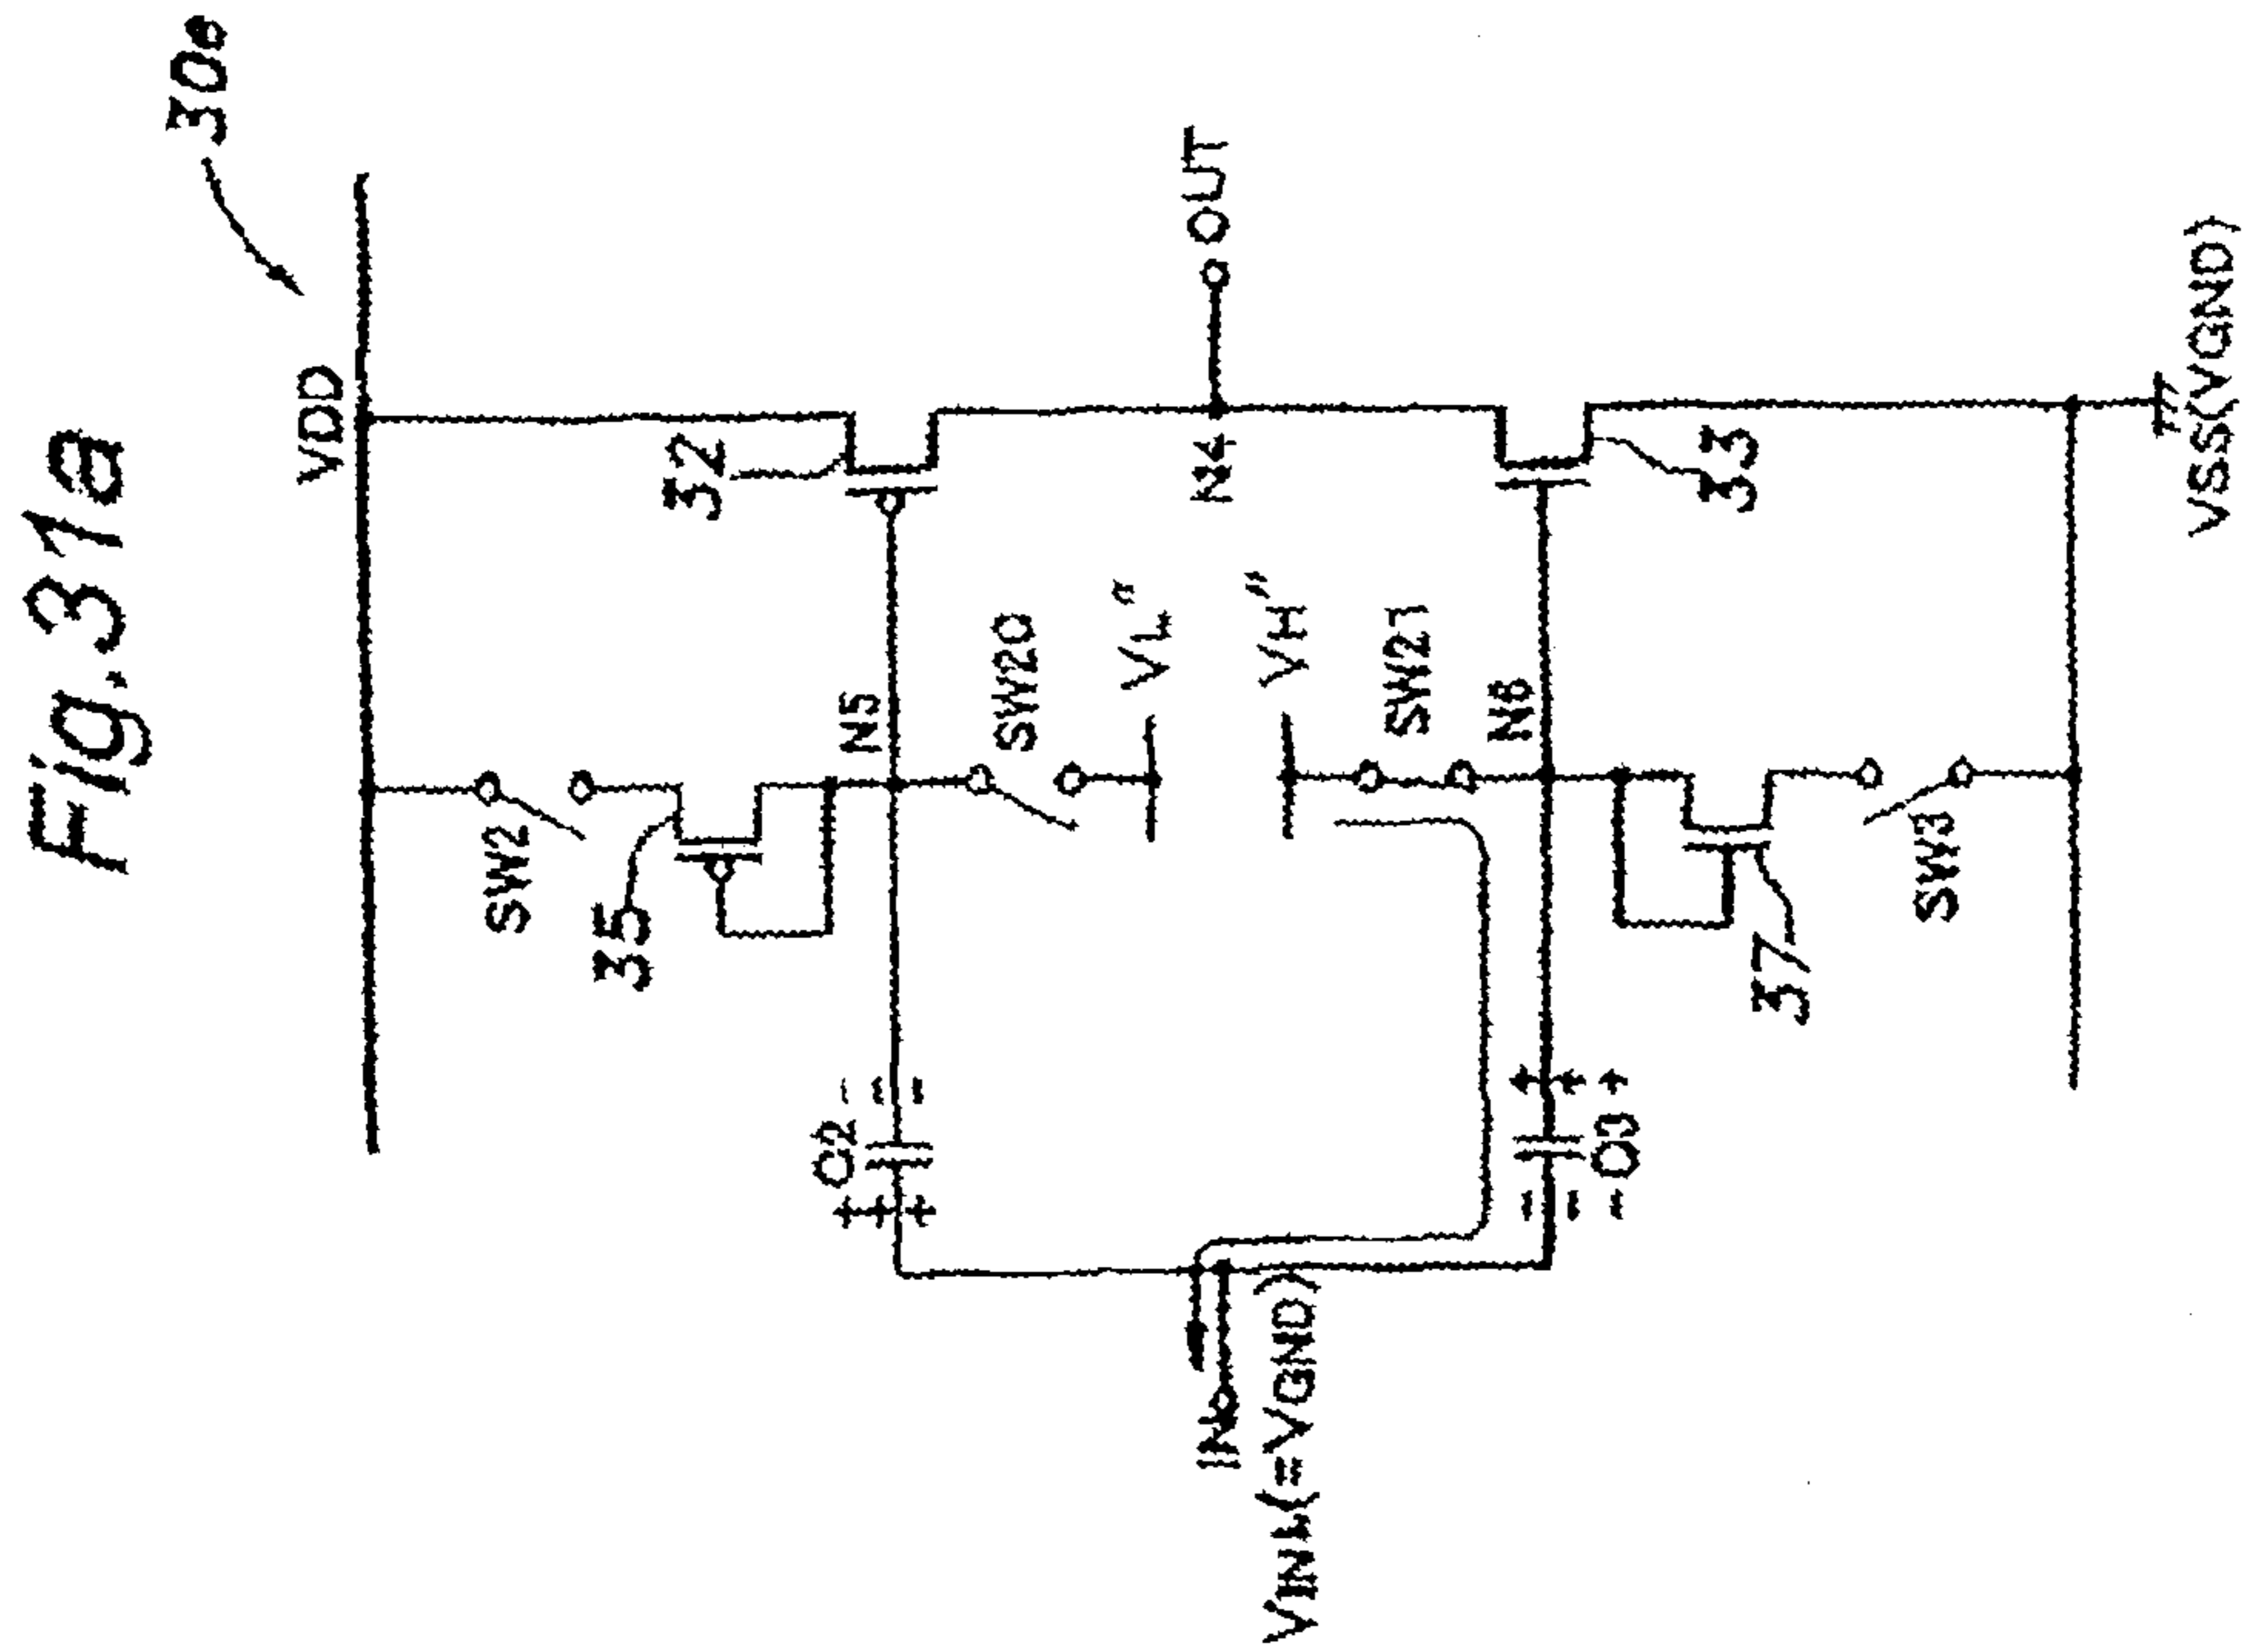 Fig. 31a
30e
VDD
32
SW2
35
N5
C2
SW20
VL"
N4
OUT
VH"
SW21
IN
VINL(=VGND)
N8
C3
33
37
SW3
VSS(VGND)